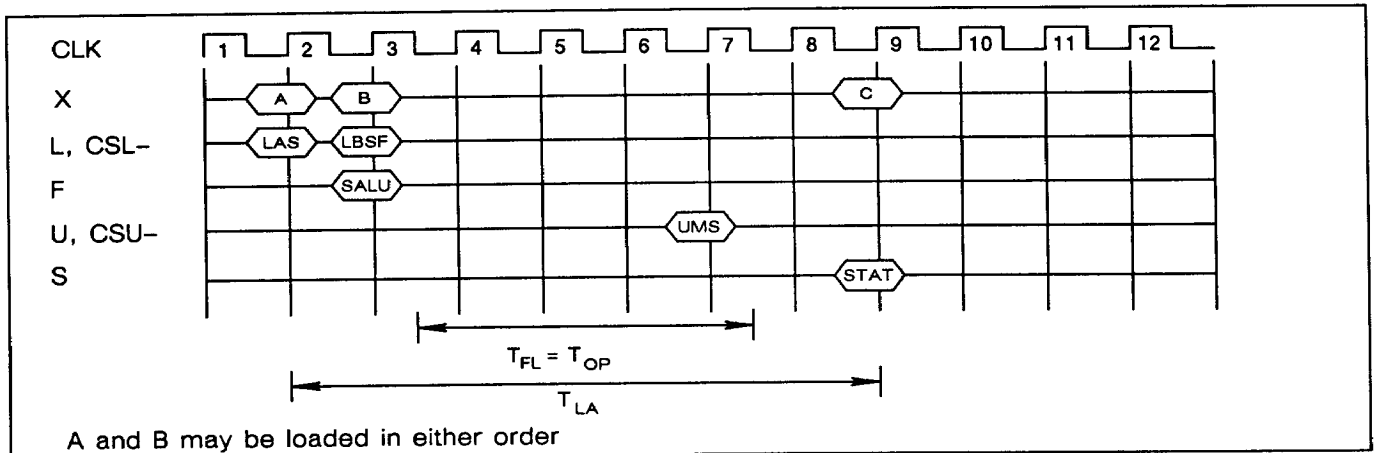 CLK 1 2 3 4 5 6 7 8 9 10 11 12
X A B C
L, CSL- LAS LBSF
F SALU
U, CSU- UMS
S STAT
TFL = TOP
TLA
A and B may be loaded in either order